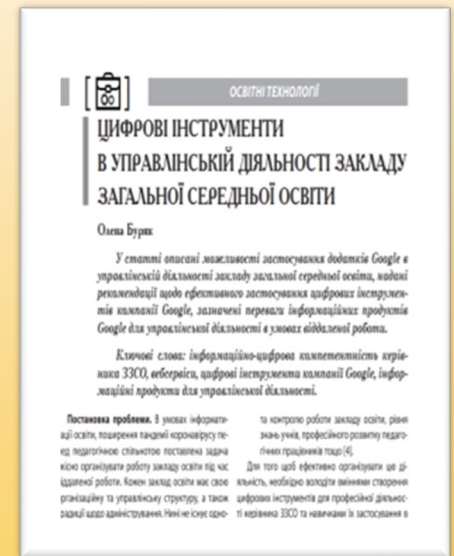 ОСВІТНІ ТЕХНОЛОГІЇ
ЦИФРОВІ ІНСТРУМЕНТИ
В УПРАВЛІНСЬКІЙ ДІЯЛЬНОСТІ ЗАКЛАДУ
ЗАГАЛЬНОЇ СЕРЕДНЬОЇ ОСВІТИ
Олена Буряк
У статті описані можливості застосування додатків Google в
управлінській діяльності закладу загальної середньої освіти, надані
рекомендації щодо ефективного застосування цифрових інструмен-
тів компанії Google, зазначені переваги інформаційних продуктів
Google для управлінської діяльності в умовах віддаленої роботи.
Ключові слова: інформаційно-цифрова компетентність керів-
ника ЗЗСО, вебсервіси, цифрові інструменти компанії Google, інфор-
маційні продукти для управлінської діяльності.
Постановка проблеми. В умовах інформати-
ації освіти, поширення пандемії коронавірусу пе-
ед педагогічною спільнотою поставлена задача
кісно організувати роботу закладу освіти під час
іддаленої роботи. Кожен заклад освіти має свою
рганізаційну та управлінську структуру, а також
радиції щодо адміністрування. Нині не існує одно-
та контролю роботи закладу освіти, рівня
знань учнів, професійного розвитку педаго-
гічних працівників тощо [4].
Для того щоб ефективно організувати цю ді-
яльність, необхідно володіти вміннями створення
цифрових інструментів для професійної діяльнос-
ті керівника ЗЗСО та навичками їх застосування в